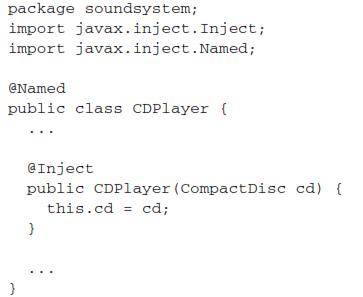 package soundsystem;
import javax.inject.Inject;
import javax.inject.Named;

@Named
public class CDPlayer {
  ...

  @Inject
  public CDPlayer(CompactDisc cd) {
    this.cd = cd;
  }

  ...
}